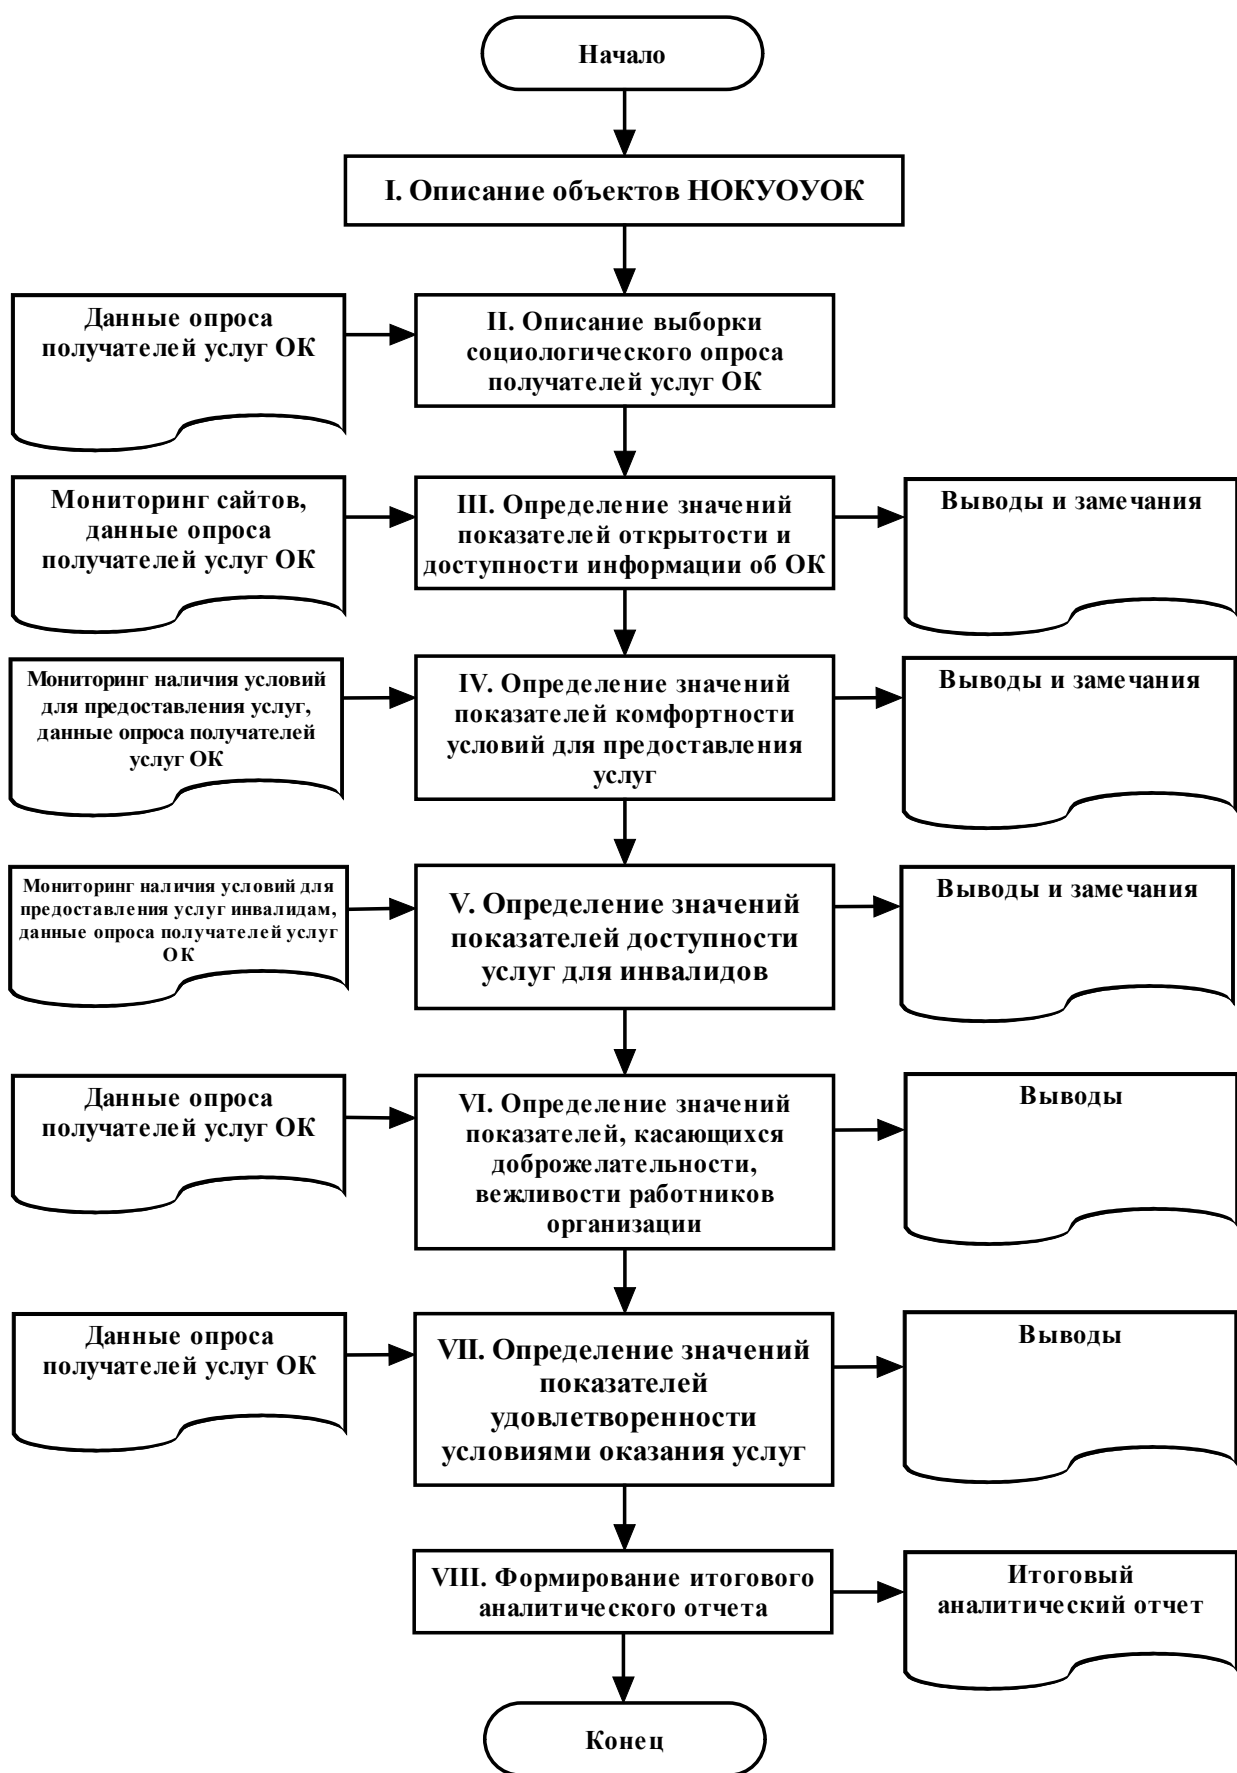 Начало
I. Описание объектов НОКУОУОК
Данные опроса
получателей услуг ОК
II. Описание выборки
социологического опроса
получателей услуг ОК
Мониторинг сайтов,
данные опроса
получателей услуг ОК
III. Определение значений
показателей открытости и
доступности информации об ОК
Выводы и замечания
Мониторинг наличия условий
для предоставления услуг,
данные опроса получателей
услуг ОК
IV. Определение значений
показателей комфортности
условий для предоставления
услуг
Выводы и замечания
Мониторинг наличия условий для
предоставления услуг инвалидам,
данные опроса получателей услуг
ОК
V. Определение значений
показателей доступности
услуг для инвалидов
Выводы и замечания
Данные опроса
получателей услуг ОК
VI. Определение значений
показателей, касающихся
доброжелательности,
вежливости работников
организации
Выводы
Данные опроса
получателей услуг ОК
VII. Определение значений
показателей
удовлетворенности
условиями оказания услуг
Выводы
VIII. Формирование итогового
аналитического отчета
Итоговый
аналитический отчет
Конец